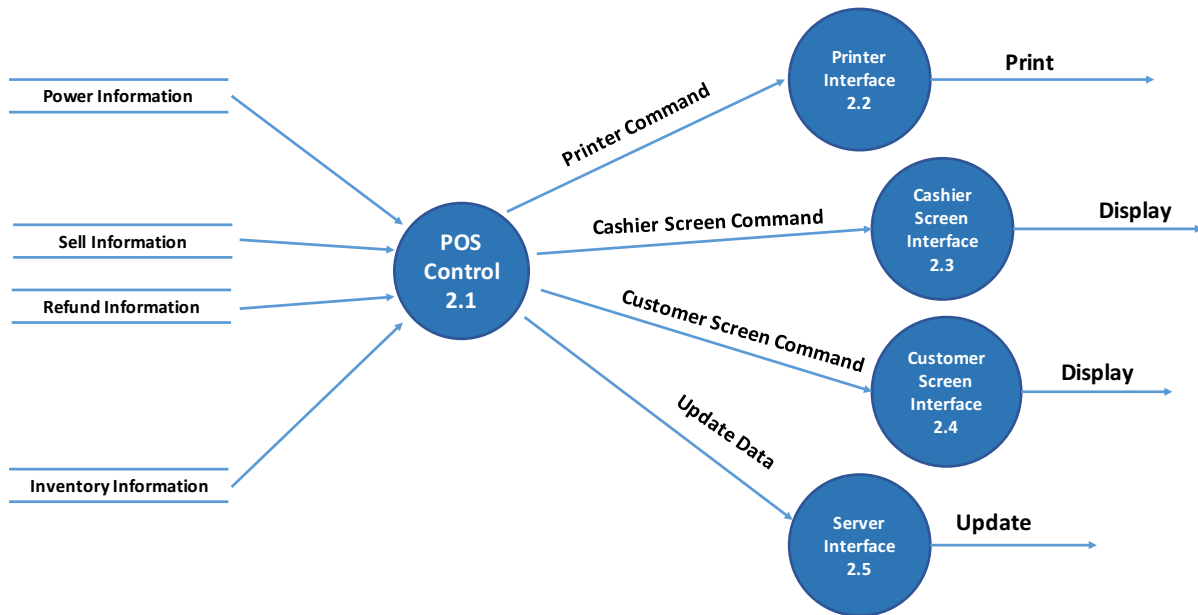 Power Information
Sell Information
Refund Information
Inventory Information
POS
Control
2.1
Printer Command
Cashier Screen Command
Customer Screen Command
Update Data
Printer
Interface
2.2
Print
Cashier
Screen
Interface
2.3
Display
Customer
Screen
Interface
2.4
Display
Server
Interface
2.5
Update